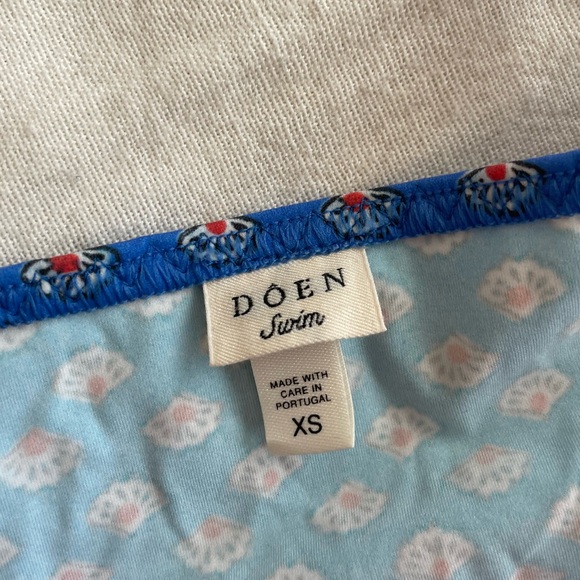 DÔEN
Swim
MADE WITH
CARE IN
PORTUGAL
XS